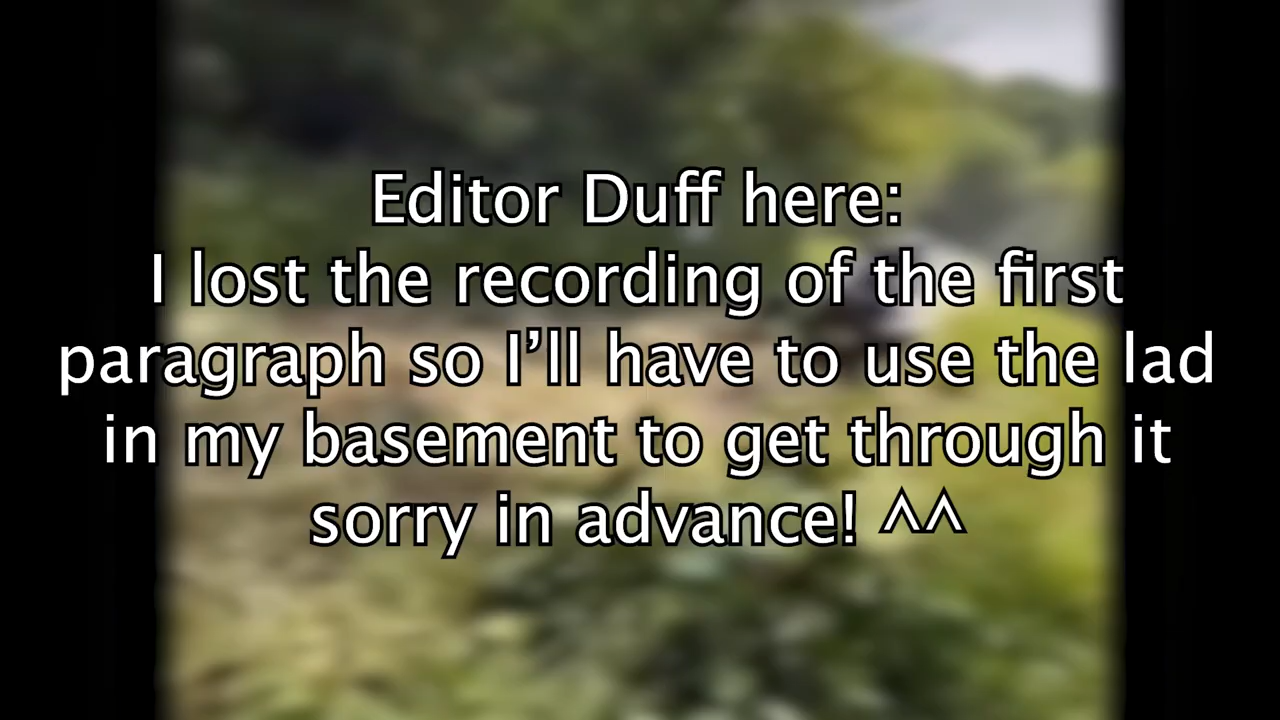 Editor Duff here:
I lost the recording of the first
paragraph so I’ll have to use the lad
in my basement to get through it
sorry in advance! ^^